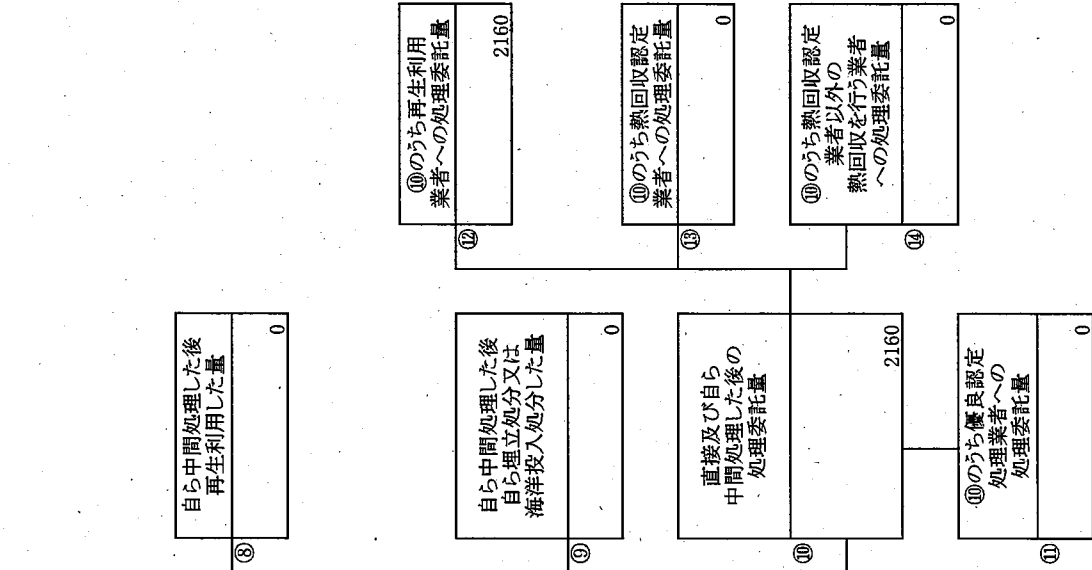 ⑧
自ら中間処理した後
再生利用した量
0
⑨
自ら中間処理した後
自ら埋立処分又は
海洋投入処分した量
0
⑩
直接及び自ら
中間処理した後の
処理委託量
2160
⑪
⑩のうち優良認定
処理業者への
処理委託量
0
⑫
⑩のうち再生利用
業者への処理委託量
2160
⑬
⑩のうち熱回収認定
業者への処理委託量
0
⑭
⑩のうち熱回収認定
業者以外の
熱回収を行う業者
への処理委託量
0